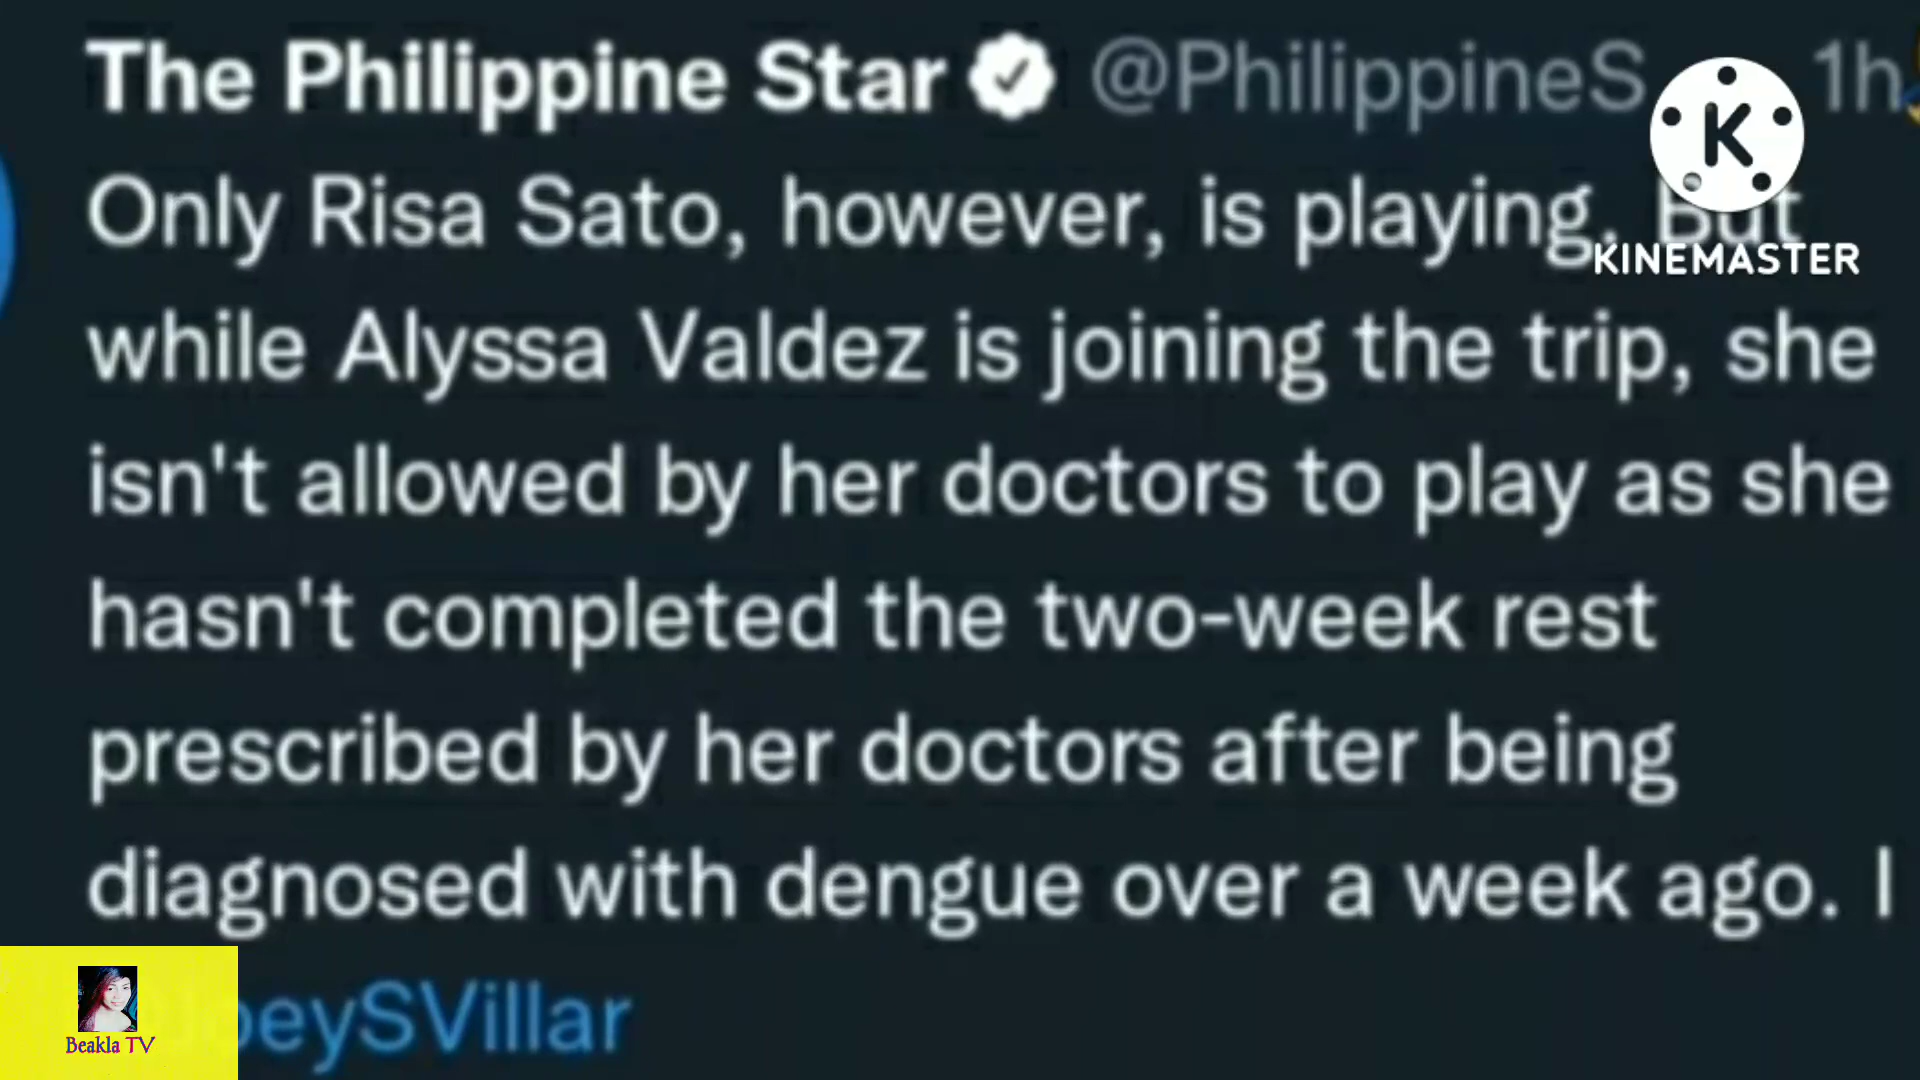 The Philippine Star @PhilippineS 1h
Only Risa Sato, however, is playing. But
KINEMASTER
while Alyssa Valdez is joining the trip, she
isn't allowed by her doctors to play as she
hasn't completed the two-week rest
prescribed by her doctors after being
diagnosed with dengue over a week ago. |
oeySVillar
Beakla TV